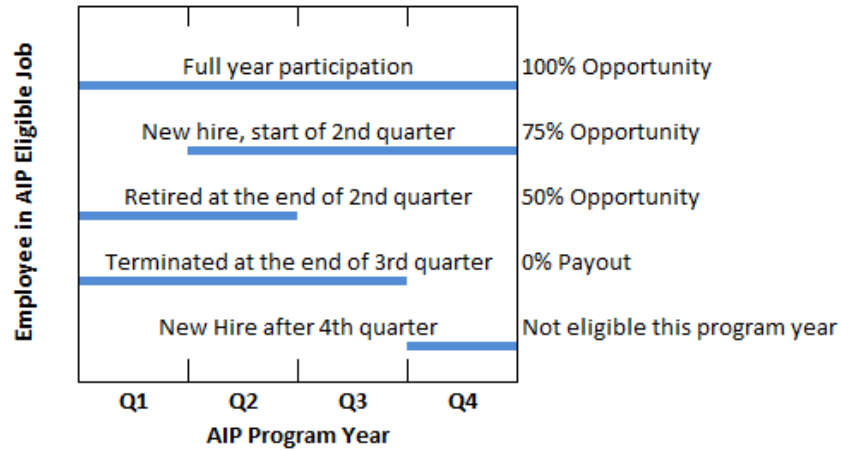 Employee in AIP Eligible Job
Full year participation
100% Opportunity
New hire, start of 2nd quarter
75% Opportunity
Retired at the end of 2nd quarter
50% Opportunity
Terminated at the end of 3rd quarter
0% Payout
New Hire after 4th quarter
Not eligible this program year
Q1 Q2 Q3 Q4
AIP Program Year